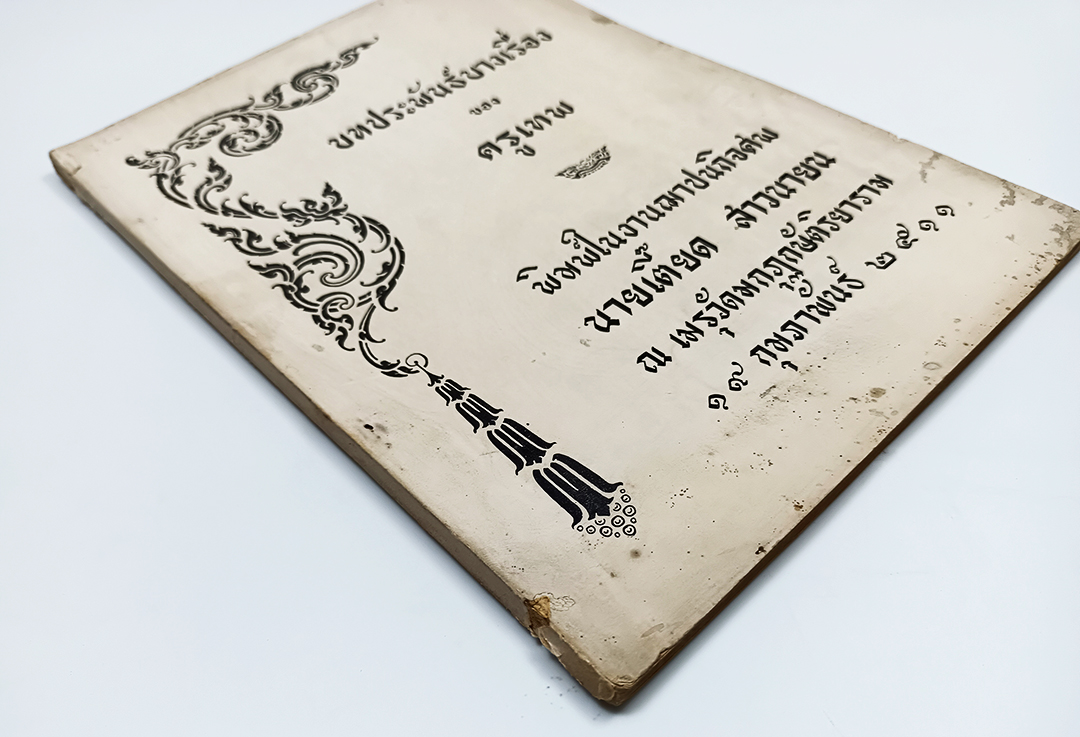 บทประพันธ์บางเรื่อง
ของ
ครูเทพ
พิมพ์ในงานฌาปนกิจศพ
นายเตี้ยด สาวนายน
ณ เมรุวัดมกุฏกษัตริยาราม
๑๙ กุมภาพันธ์ ๒๕๑๑